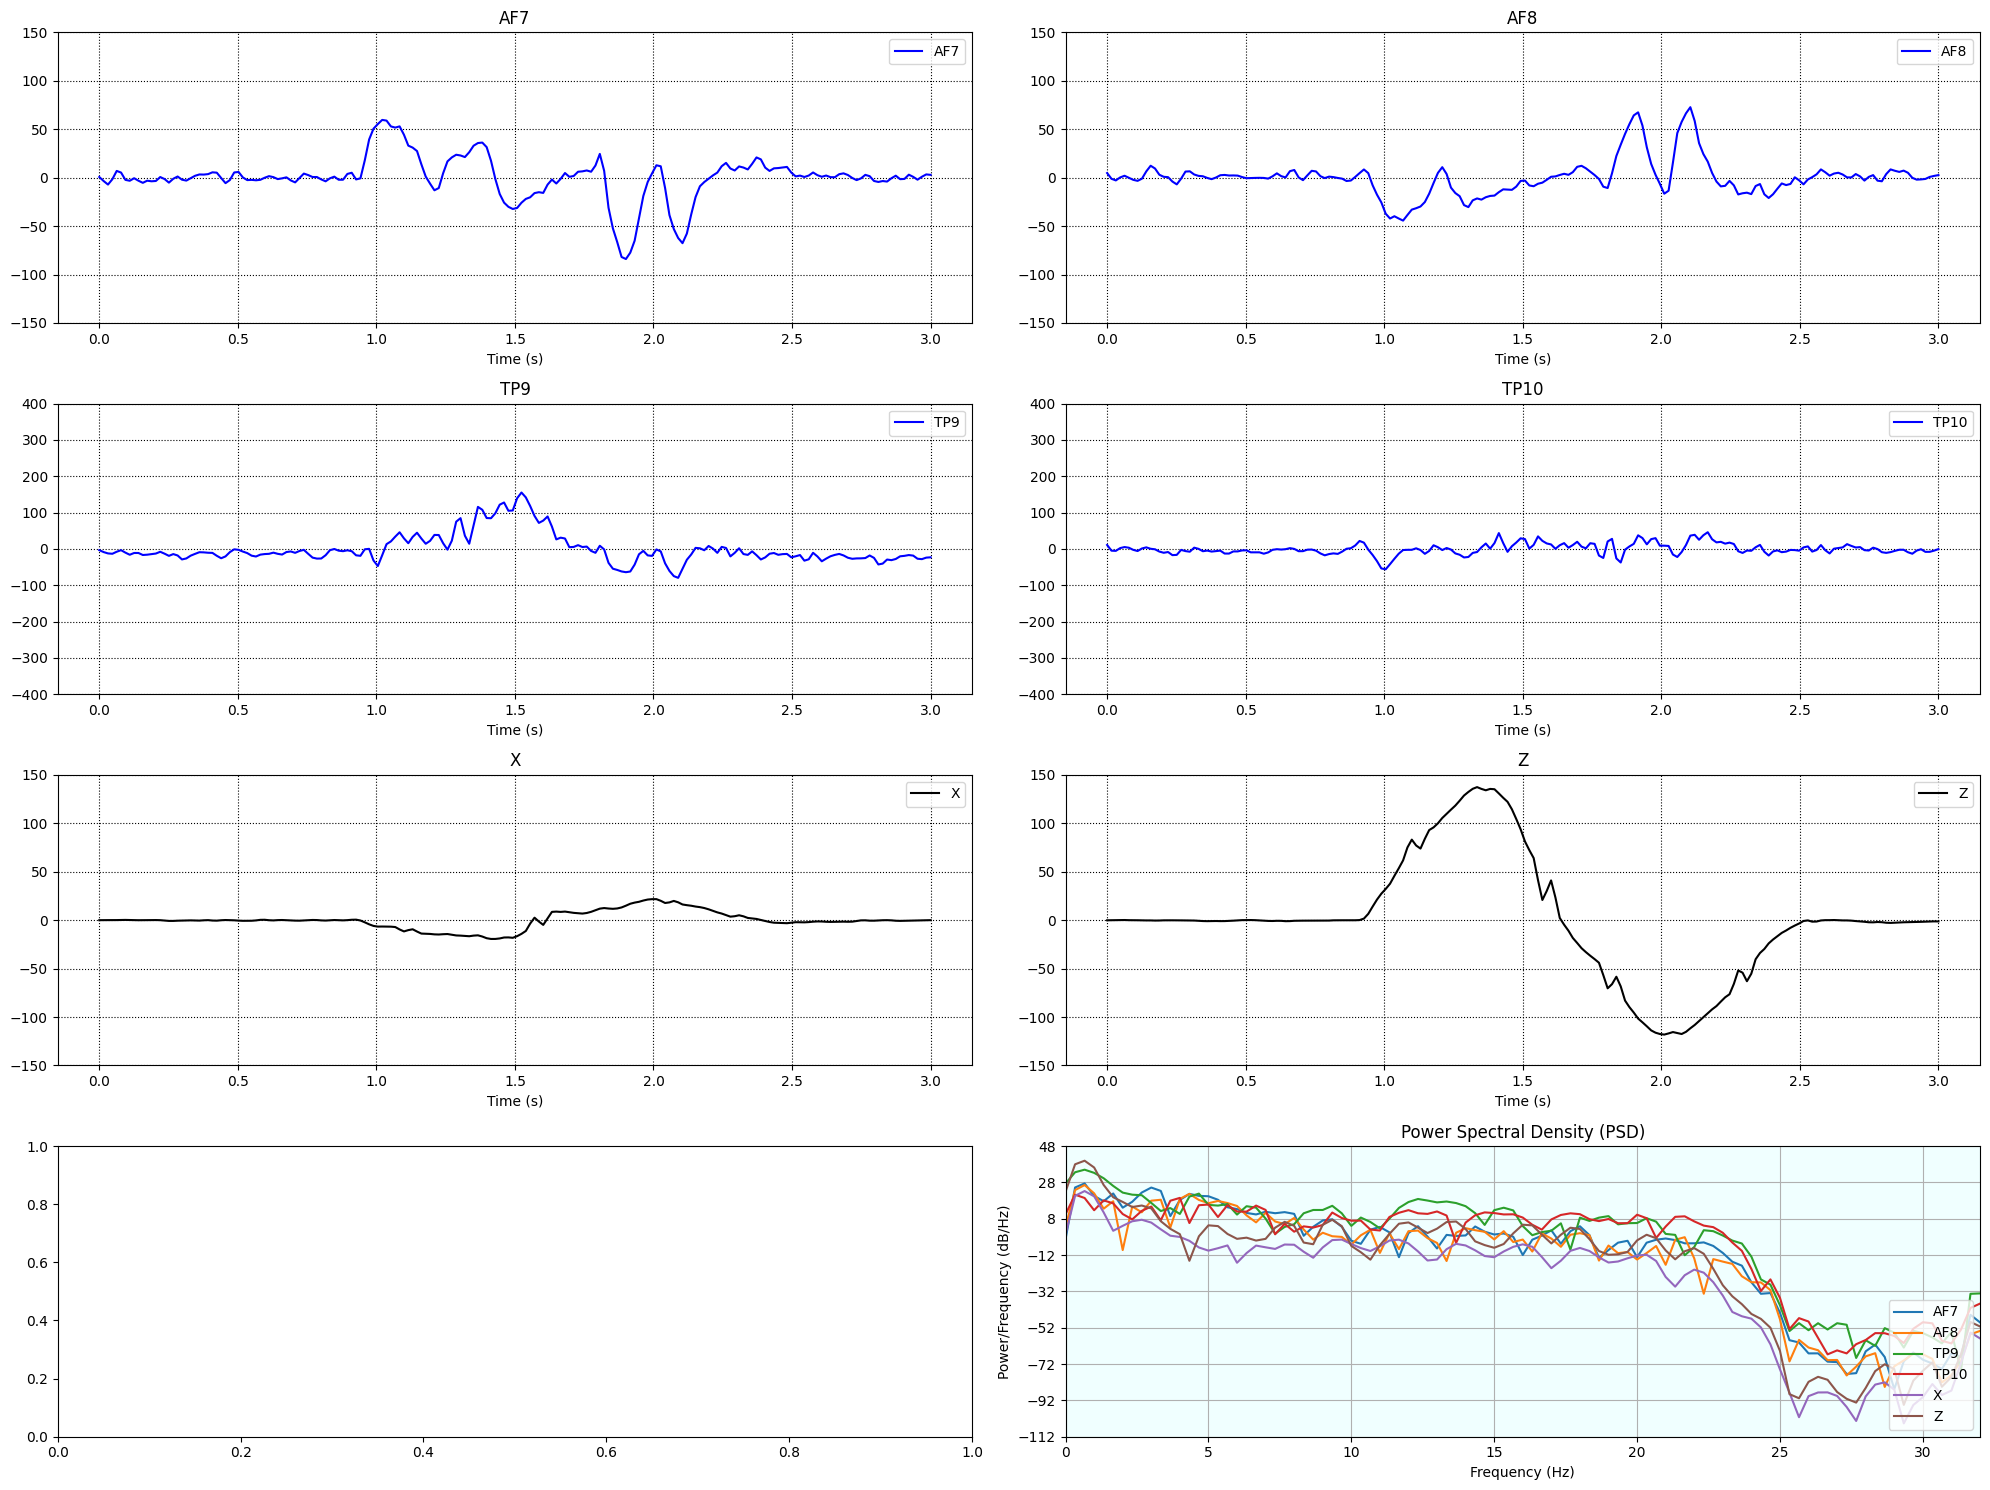 AF7
150
100
50
0
−50
−100
−150
0.0 0.5 1.0 1.5 2.0 2.5 3.0
Time (s)
AF7
AF8
150
100
50
0
−50
−100
−150
0.0 0.5 1.0 1.5 2.0 2.5 3.0
Time (s)
AF8
TP9
400
300
200
100
0
−100
−200
−300
−400
0.0 0.5 1.0 1.5 2.0 2.5 3.0
Time (s)
TP9
TP10
400
300
200
100
0
−100
−200
−300
−400
0.0 0.5 1.0 1.5 2.0 2.5 3.0
Time (s)
TP10
X
150
100
50
0
−50
−100
−150
0.0 0.5 1.0 1.5 2.0 2.5 3.0
Time (s)
X
Z
150
100
50
0
−50
−100
−150
0.0 0.5 1.0 1.5 2.0 2.5 3.0
Time (s)
Z
1.0
0.8
0.6
0.4
0.2
0.0
0.0 0.2 0.4 0.6 0.8 1.0
Power Spectral Density (PSD)
Power/Frequency (dB/Hz)
48
28
8
−12
−32
−52
−72
−92
−112
0 5 10 15 20 25 30
Frequency (Hz)
AF7
AF8
TP9
TP10
X
Z